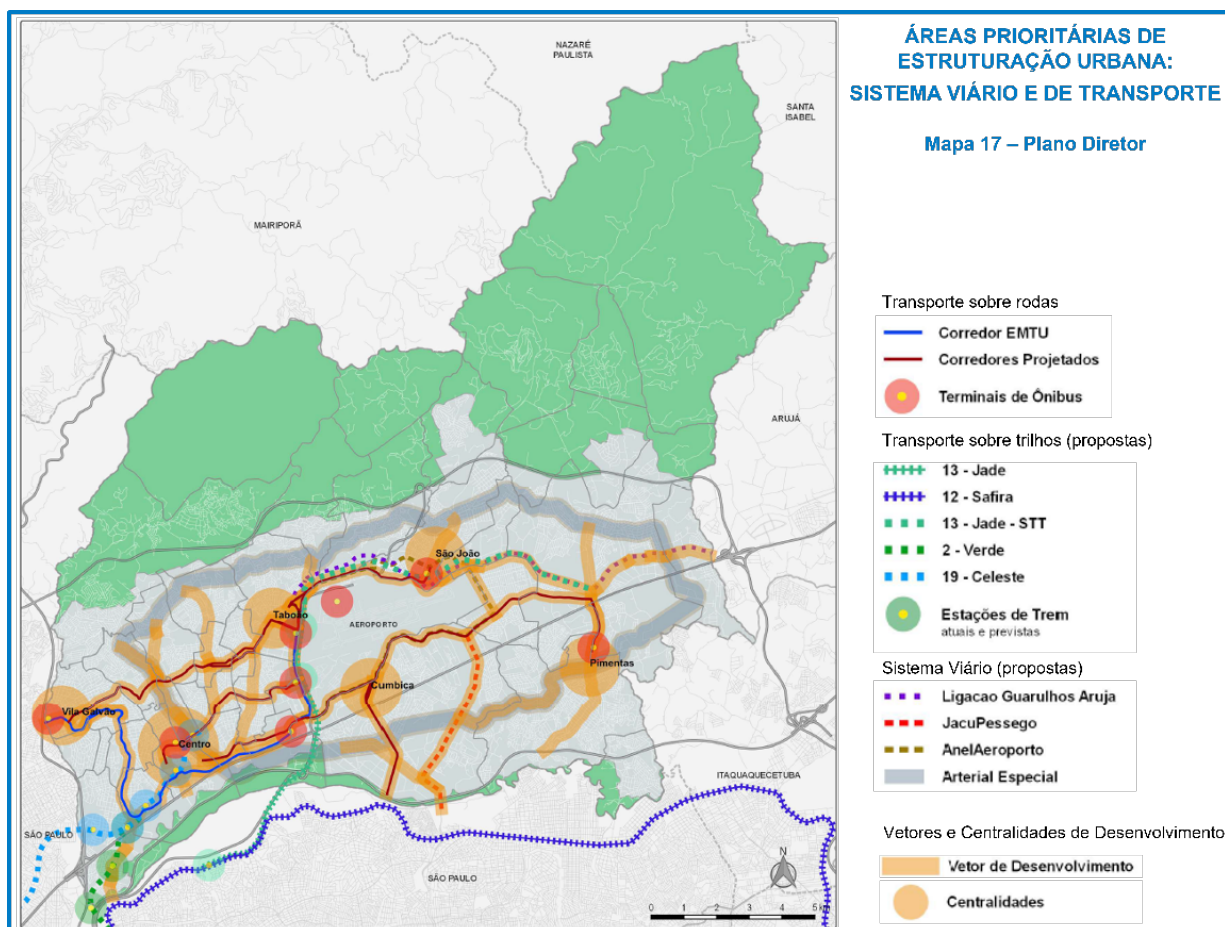 ÁREAS PRIORITÁRIAS DE
ESTRUTURAÇÃO URBANA:
SISTEMA VIÁRIO E DE TRANSPORTE
Mapa 17 – Plano Diretor
NAZARÉ
PAULISTA
SANTA
ISABEL
MAIRIPORÃ
ARUJÁ
São João
Taboão
AEROPORTO
Pimentas
Cumbica
Vila Galvão
Centro
ITAQUAQUECETUBA
SÃO PAULO
SÃO PAULO
N
0 1 2 3 4 5 km
Transporte sobre rodas
Corredor EMTU
Corredores Projetados
Terminais de Ônibus
Transporte sobre trilhos (propostas)
13 - Jade
12 - Safira
13 - Jade - STT
2 - Verde
19 - Celeste
Estações de Trem
atuais e previstas
Sistema Viário (propostas)
Ligacao Guarulhos Aruja
JacuPessego
AnelAeroporto
Arterial Especial
Vetores e Centralidades de Desenvolvimento
Vetor de Desenvolvimento
Centralidades